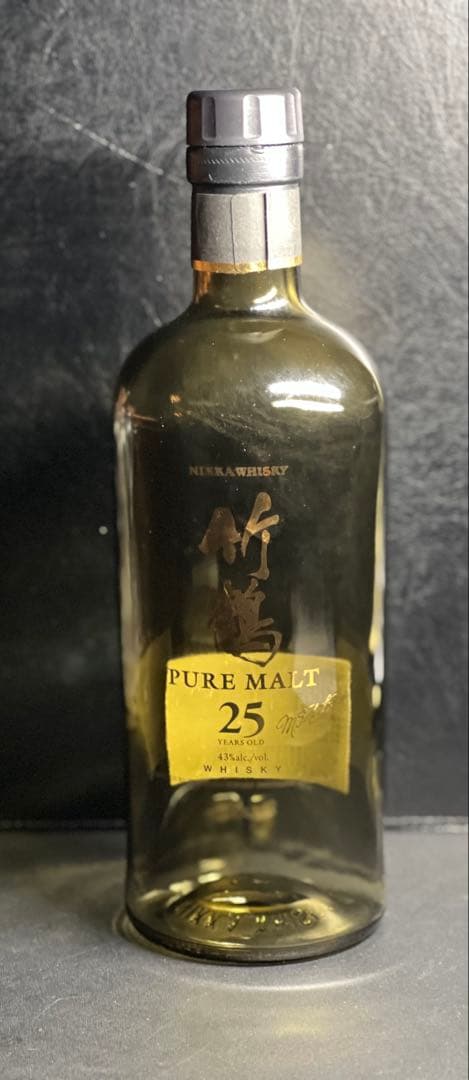 NIKKA WHISKY
竹
鶴
PURE MALT
25
YEARS OLD
43%alc./vol.
WHISKY